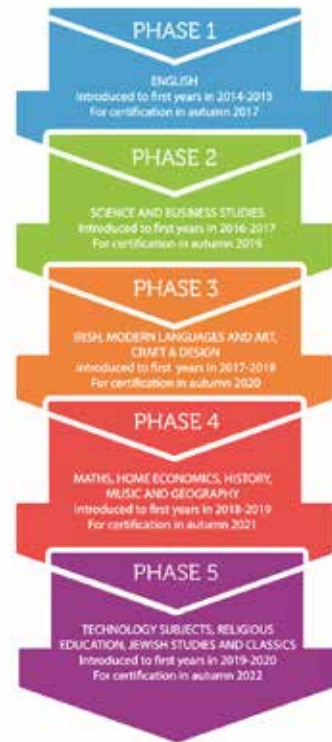 PHASE 1
ENGLISH
Introduced to first years in 2014-2015
For certification in autumn 2017
PHASE 2
SCIENCE AND BUSINESS STUDIES
Introduced to first years in 2016-2017
For certification in autumn 2019
PHASE 3
IRISH, MODERN LANGUAGES AND ART,
CRAFT & DESIGN
Introduced to first years in 2017-2018
For certification in autumn 2020
PHASE 4
MATHS, HOME ECONOMICS, HISTORY,
MUSIC AND GEOGRAPHY
Introduced to first years in 2018-2019
For certification in autumn 2021
PHASE 5
TECHNOLOGY SUBJECTS, RELIGIOUS
EDUCATION, JEWISH STUDIES AND CLASSICS
Introduced to first years in 2019-2020
For certification in autumn 2022